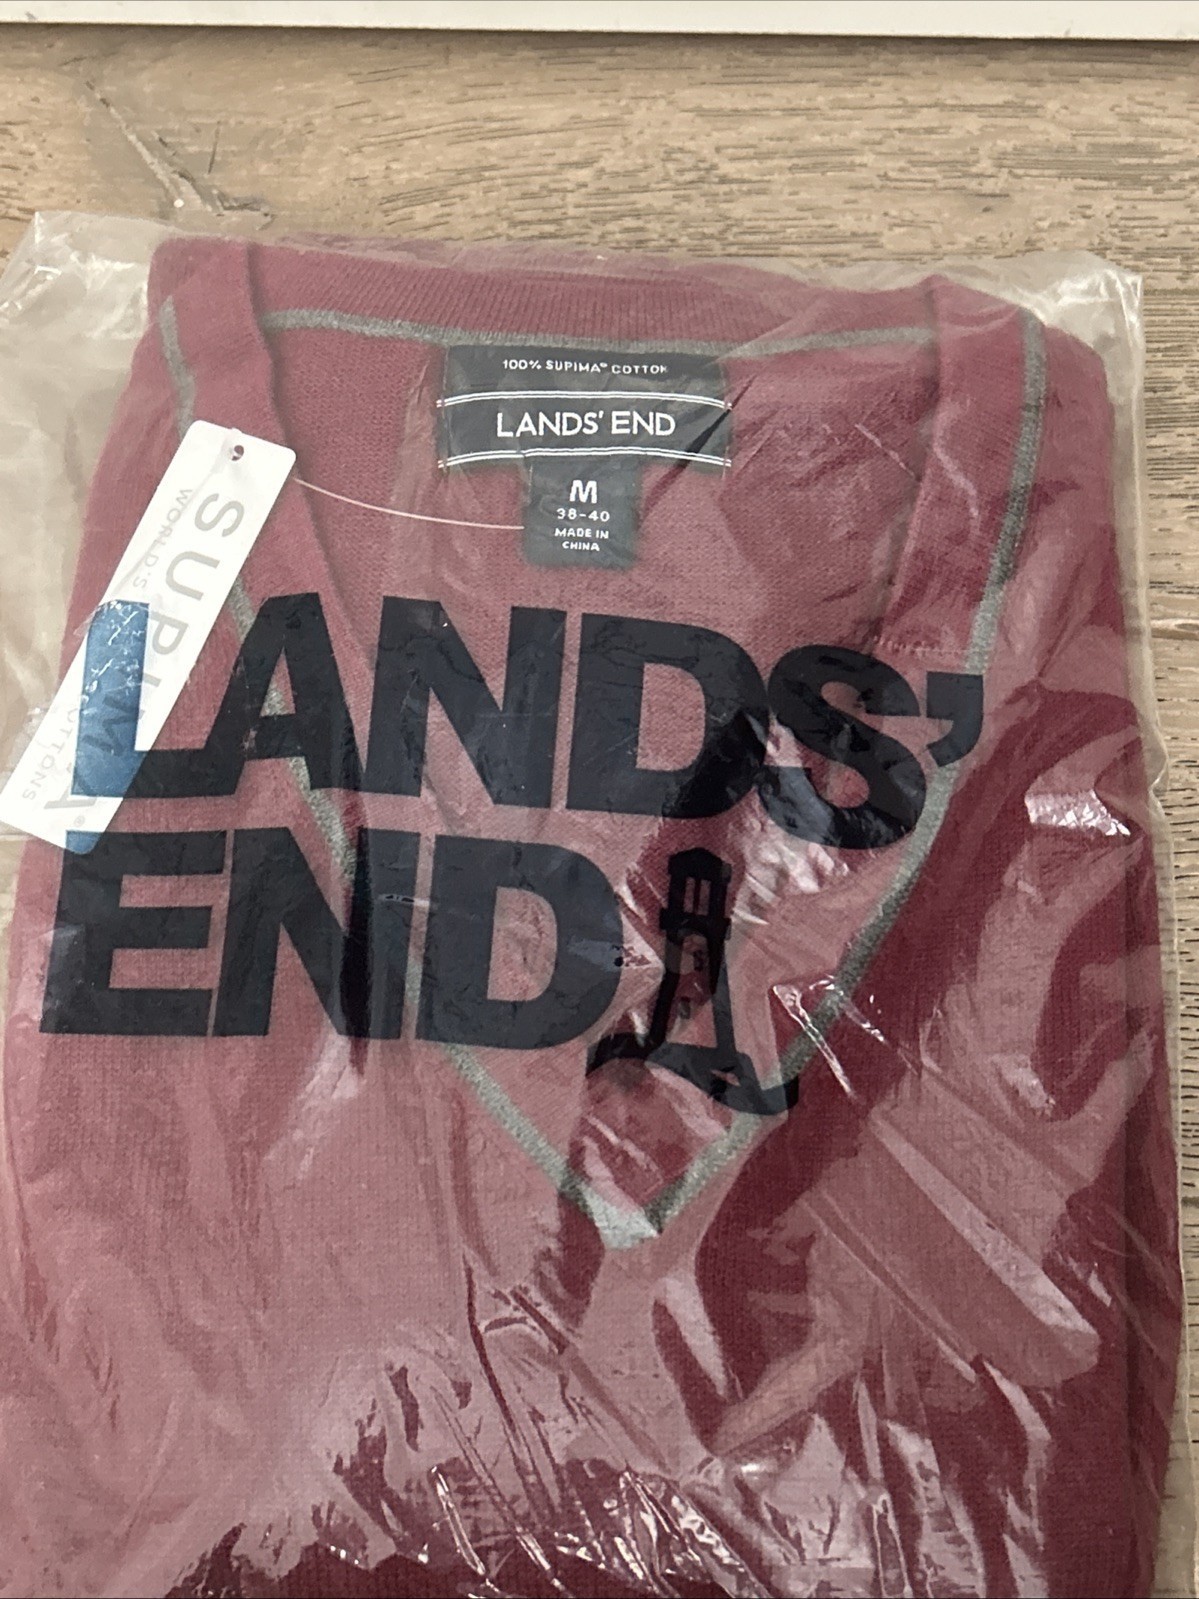 100% SUPIMA® COTTON
LANDS' END
M
38-40
MADE IN
CHINA
SUPIMA®
WORLD'S
COTTONS
LANDS'
END